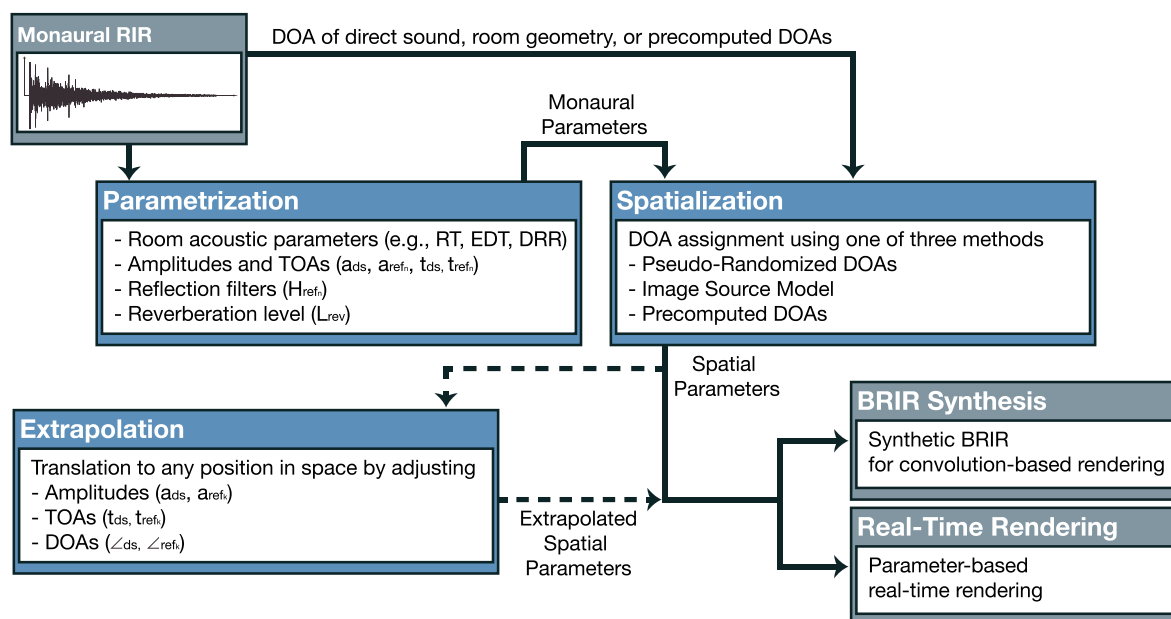 Monaural RIR
DOA of direct sound, room geometry, or precomputed DOAs
Monaural
Parameters
Parametrization
- Room acoustic parameters (e.g., RT, EDT, DRR)
- Amplitudes and TOAs (ads, arefn, tds, trefn)
- Reflection filters (Hrefn)
- Reverberation level (Lrev)
Spatialization
DOA assignment using one of three methods
- Pseudo-Randomized DOAs
- Image Source Model
- Precomputed DOAs
Spatial
Parameters
Extrapolation
Translation to any position in space by adjusting
- Amplitudes (ads, arefk)
- TOAs (tds, trefk)
- DOAs (∠ds, ∠refk)
Extrapolated
Spatial
Parameters
BRIR Synthesis
Synthetic BRIR
for convolution-based rendering
Real-Time Rendering
Parameter-based
real-time rendering